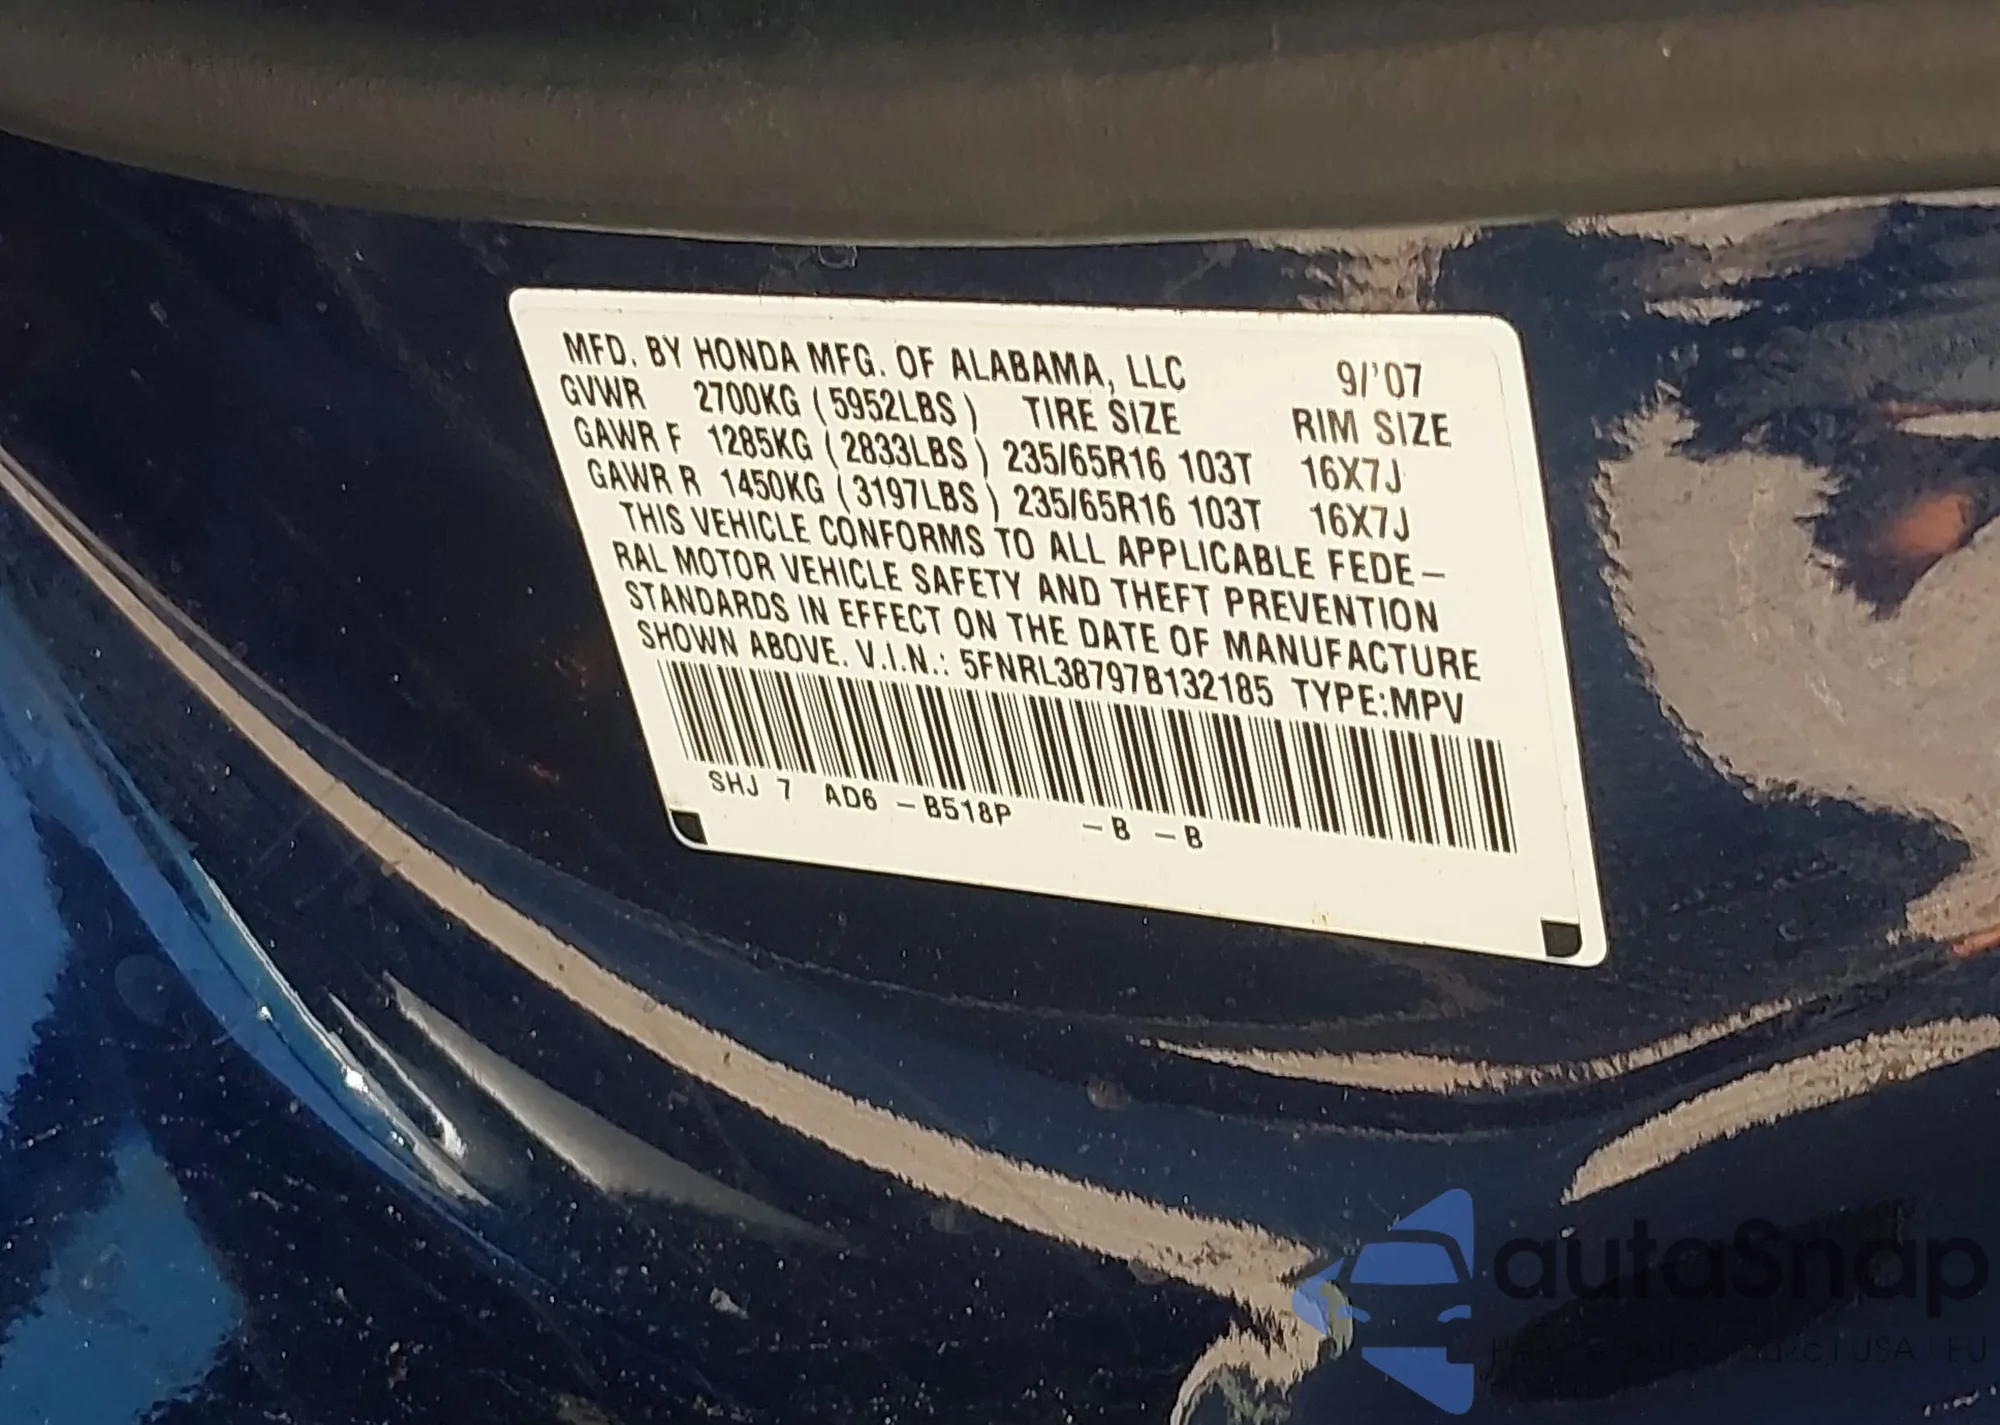 MFD. BY HONDA MFG. OF ALABAMA, LLC 9/'07
GVWR 2700KG (5952LBS) TIRE SIZE RIM SIZE
GAWR F 1285KG (2833LBS) 235/65R16 103T 16X7J
GAWR R 1450KG (3197LBS) 235/65R16 103T 16X7J
THIS VEHICLE CONFORMS TO ALL APPLICABLE FEDE-
RAL MOTOR VEHICLE SAFETY AND THEFT PREVENTION
STANDARDS IN EFFECT ON THE DATE OF MANUFACTURE
SHOWN ABOVE. V.I.N.: 5FNRL38797B132185 TYPE:MPV
SHJ 7 AD6 -B518P -B -B
autaSnap
USA EU